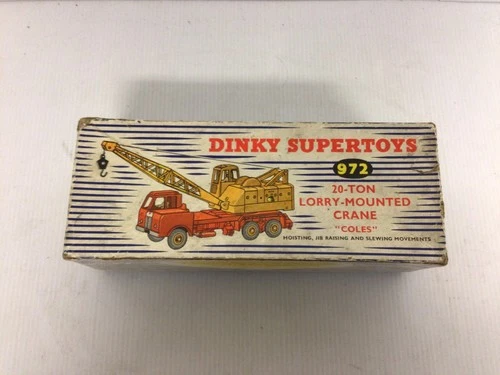 DINKY SUPERTOYS
972
20-TON
LORRY-MOUNTED
CRANE
"COLES"
HOISTING, JIB RAISING AND SLEWING MOVEMENTS